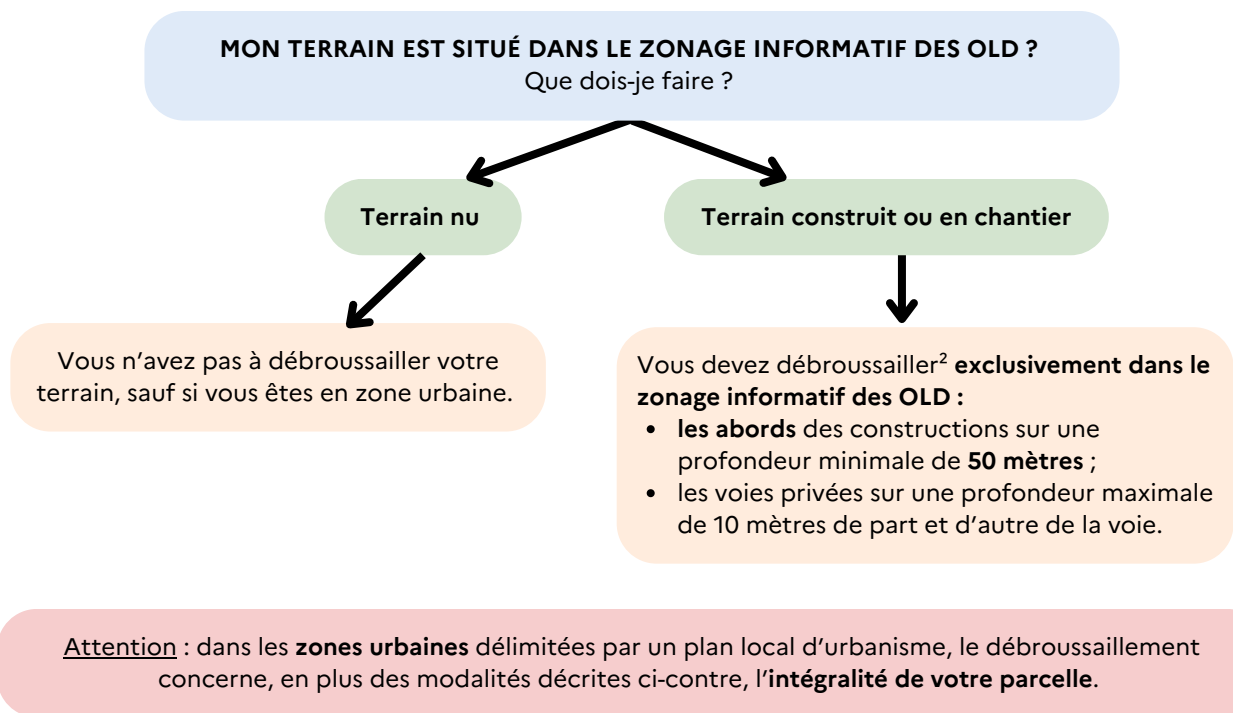 MON TERRAIN EST SITUÉ DANS LE ZONAGE INFORMATIF DES OLD ?
Que dois-je faire ?
Terrain nu
Terrain construit ou en chantier
Vous n’avez pas à débroussailler votre
terrain, sauf si vous êtes en zone urbaine.
Vous devez débroussailler² exclusivement dans le
zonage informatif des OLD :
• les abords des constructions sur une
profondeur minimale de 50 mètres ;
• les voies privées sur une profondeur maximale
de 10 mètres de part et d’autre de la voie.
Attention : dans les zones urbaines délimitées par un plan local d’urbanisme, le débroussaillement
concerne, en plus des modalités décrites ci-contre, l’intégralité de votre parcelle.